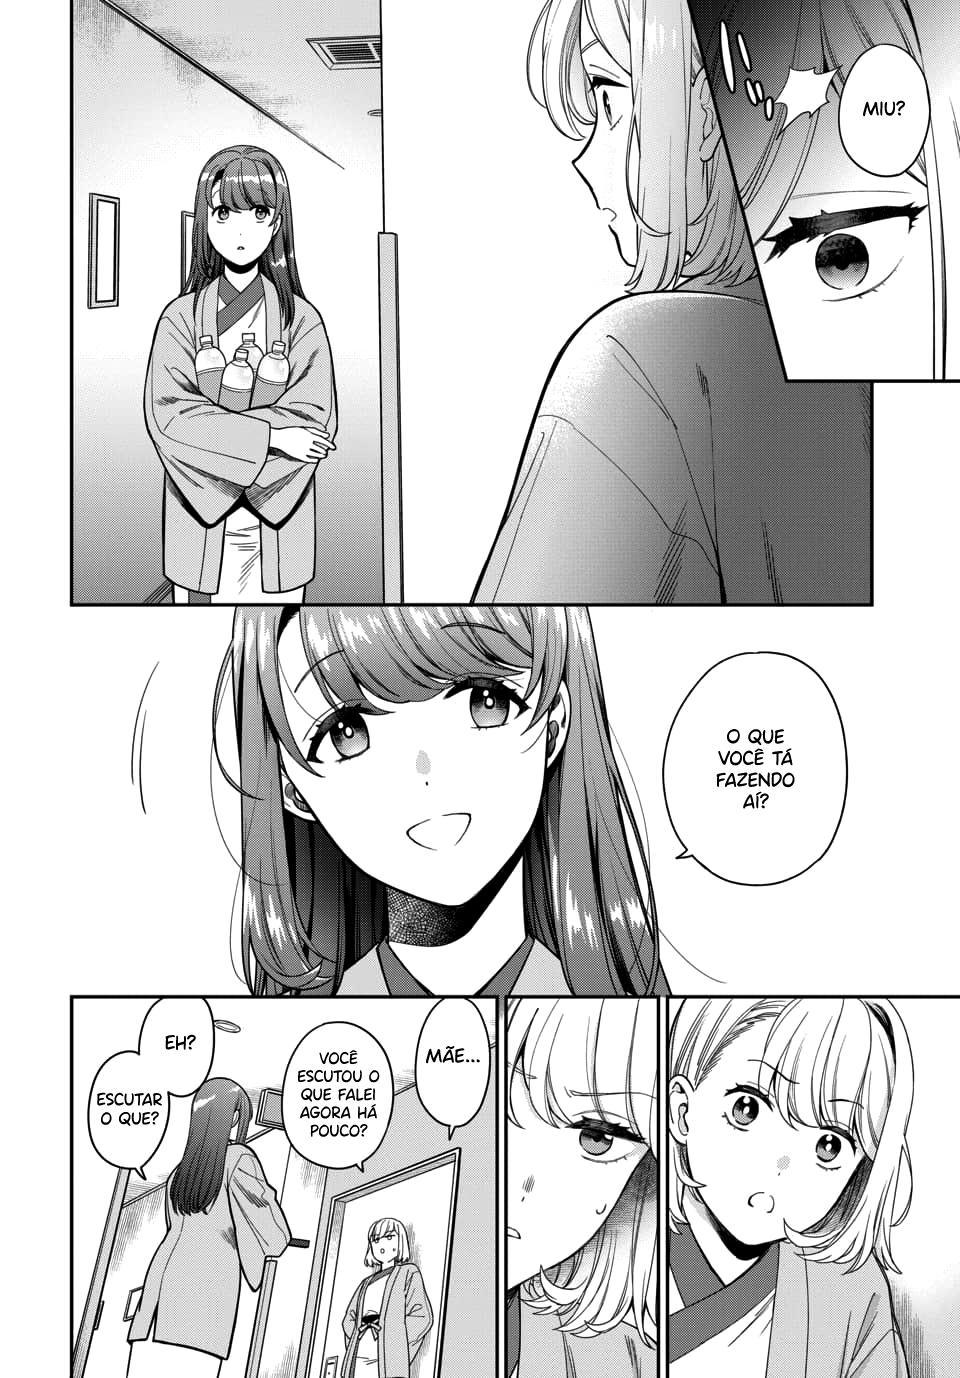 MIU?
O QUE
VOCÊ TÁ
FAZENDO
AÍ?
MÃE...
VOCÊ
ESCUTOU O
QUE FALEI
AGORA HÁ
POUCO?
EH?
ESCUTAR
O QUE?